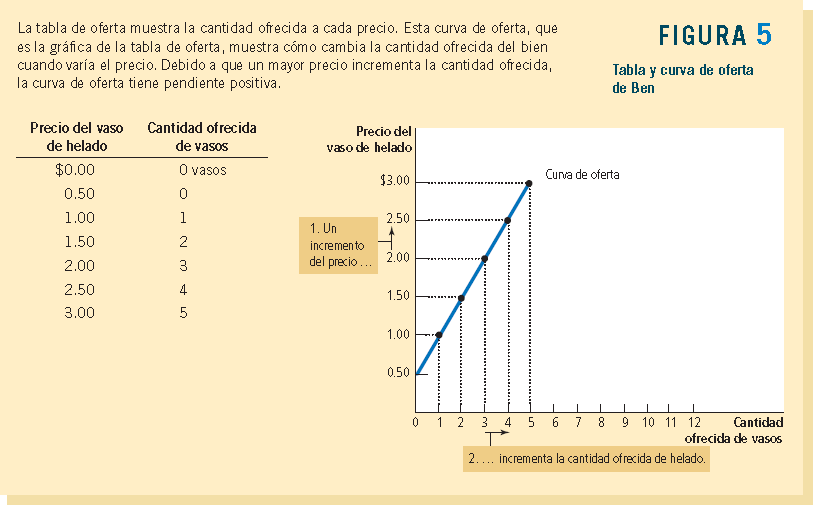 La tabla de oferta muestra la cantidad ofrecida a cada precio. Esta curva de oferta, que
es la gráfica de la tabla de oferta, muestra cómo cambia la cantidad ofrecida del bien
cuando varía el precio. Debido a que un mayor precio incrementa la cantidad ofrecida,
la curva de oferta tiene pendiente positiva.
FIGURA 5
Tabla y curva de oferta
de Ben
Precio del vaso
de helado
Cantidad ofrecida
de vasos
$0.00 0 vasos
0.50 0
1.00 1
1.50 2
2.00 3
2.50 4
3.00 5
Precio del
vaso de helado
$3.00
2.50
2.00
1.50
1.00
0.50
Curva de oferta
1. Un
incremento
del precio ...
0 1 2 3 4 5 6 7 8 9 10 11 12
Cantidad
ofrecida de vasos
2. ... incrementa la cantidad ofrecida de helado.